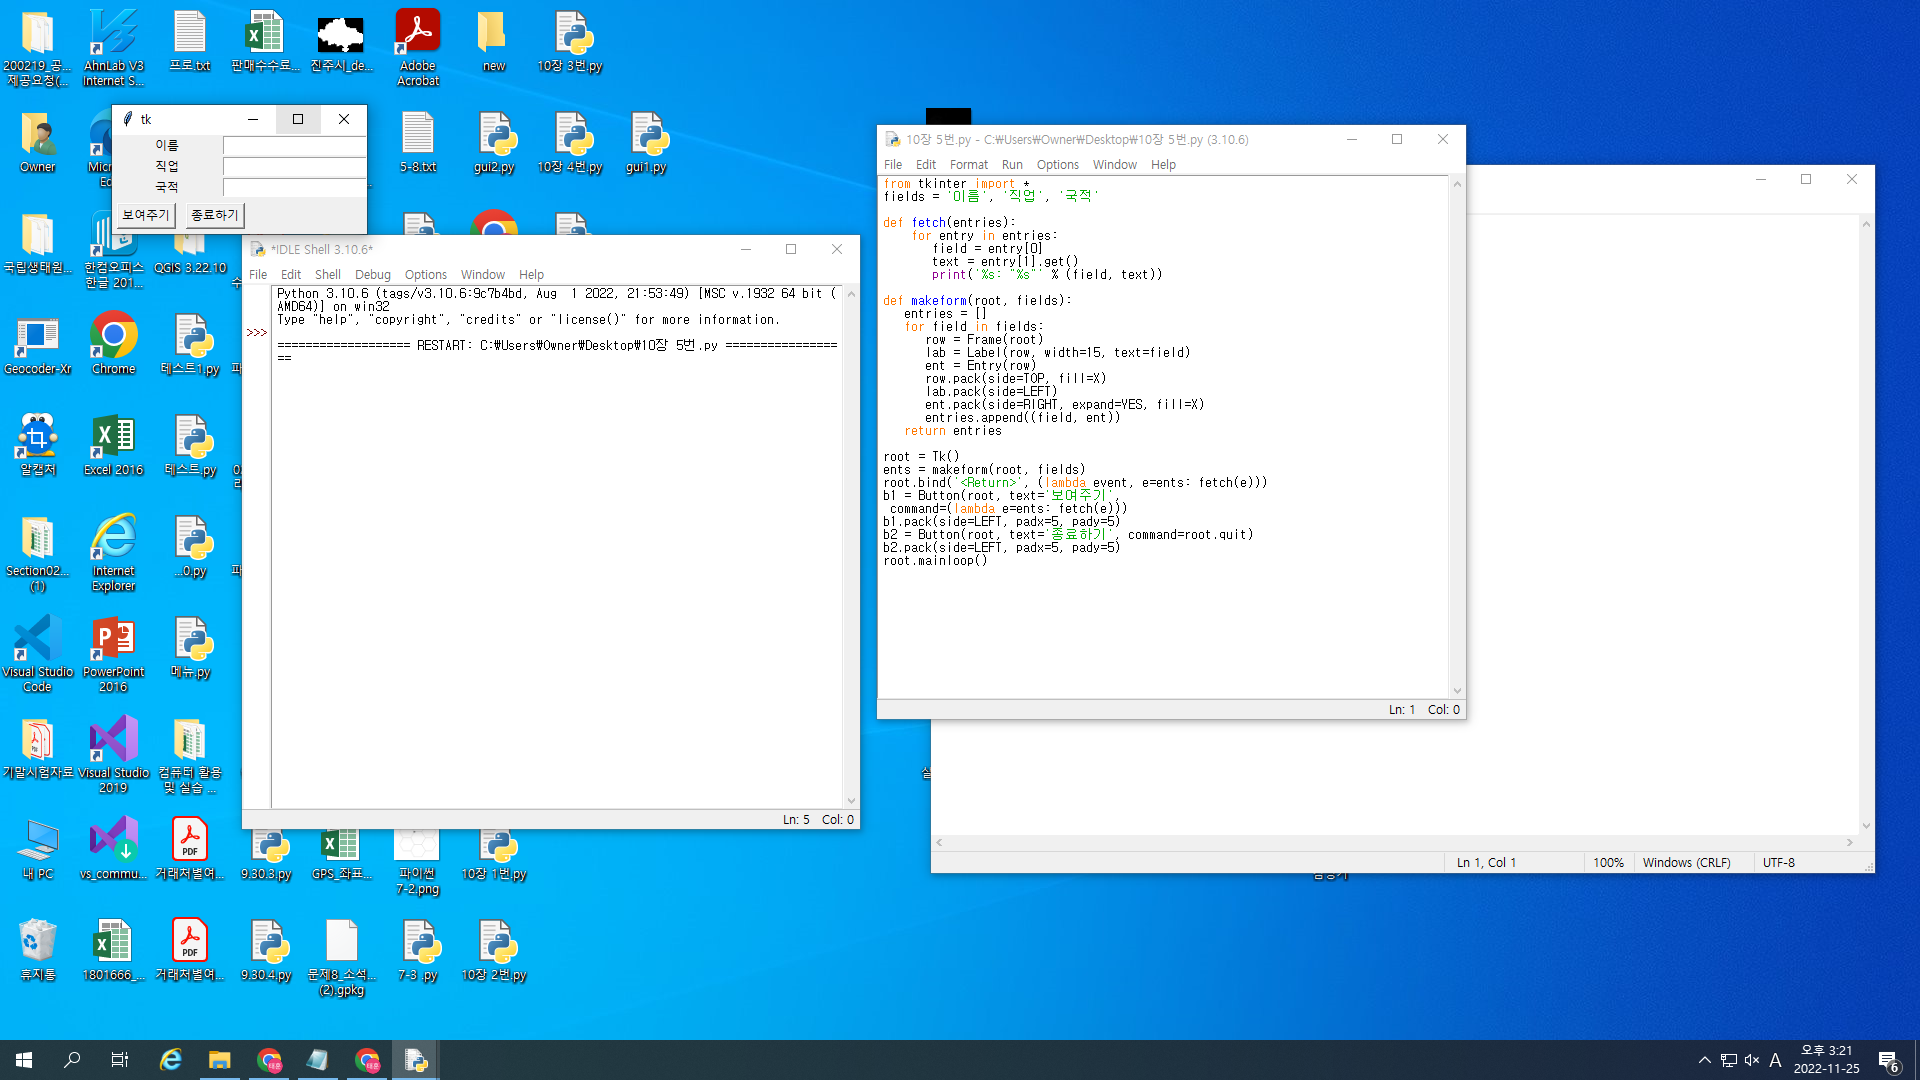 200219_공...
제공요청(...
AhnLab V3
Internet S...
프로.txt
판매수수료...
진주시_de...
Adobe
Acrobat
new
10장 3번.py
Owner
5-8.txt
gui2.py
10장 4번.py
gui1.py
tk
이름
직업
국적
보여주기
종료하기
국립생태원...
한컴오피스
한글 201...
QGIS 3.22.10
Geocoder-Xr
Chrome
테스트1.py
알캡처
Excel 2016
테스트.py
Section02...
(1)
Internet
Explorer
...0.py
Visual Studio
Code
PowerPoint
2016
메뉴.py
기말시험자료
Visual Studio
2019
컴퓨터 활용
및 실습 ...
내 PC
vs_commu...
거래처별여...
9.30.3.py
GPS_좌표...
파이썬
7-2.png
10장 1번.py
휴지통
1801666_...
거래처별여...
9.30.4.py
문제8_소석...
(2).gpkg
7-3 .py
10장 2번.py
*IDLE Shell 3.10.6*
File Edit Shell Debug Options Window Help
Python 3.10.6 (tags/v3.10.6:9c7b4bd, Aug  1 2022, 21:53:49) [MSC v.1932 64 bit (
AMD64)] on win32
Type "help", "copyright", "credits" or "license()" for more information.
>>>
=================== RESTART: C:₩Users₩Owner₩Desktop₩10장 5번.py ================
==
Ln: 5 Col: 0
10장 5번.py - C:₩Users₩Owner₩Desktop₩10장 5번.py (3.10.6)
File Edit Format Run Options Window Help
from tkinter import *
fields = '이름', '직업', '국적'
def fetch(entries):
    for entry in entries:
       field = entry[0]
       text = entry[1].get()
       print('%s: "%s"' % (field, text))
def makeform(root, fields):
   entries = []
   for field in fields:
      row = Frame(root)
      lab = Label(row, width=15, text=field)
      ent = Entry(row)
      row.pack(side=TOP, fill=X)
      lab.pack(side=LEFT)
      ent.pack(side=RIGHT, expand=YES, fill=X)
      entries.append((field, ent))
   return entries
root = Tk()
ents = makeform(root, fields)
root.bind('<Return>', (lambda event, e=ents: fetch(e)))
b1 = Button(root, text='보여주기',
 command=(lambda e=ents: fetch(e)))
b1.pack(side=LEFT, padx=5, pady=5)
b2 = Button(root, text='종료하기', command=root.quit)
b2.pack(side=LEFT, padx=5, pady=5)
root.mainloop()
Ln: 1 Col: 0
Ln 1, Col 1
100%
Windows (CRLF)
UTF-8
A
오후 3:21
2022-11-25
6